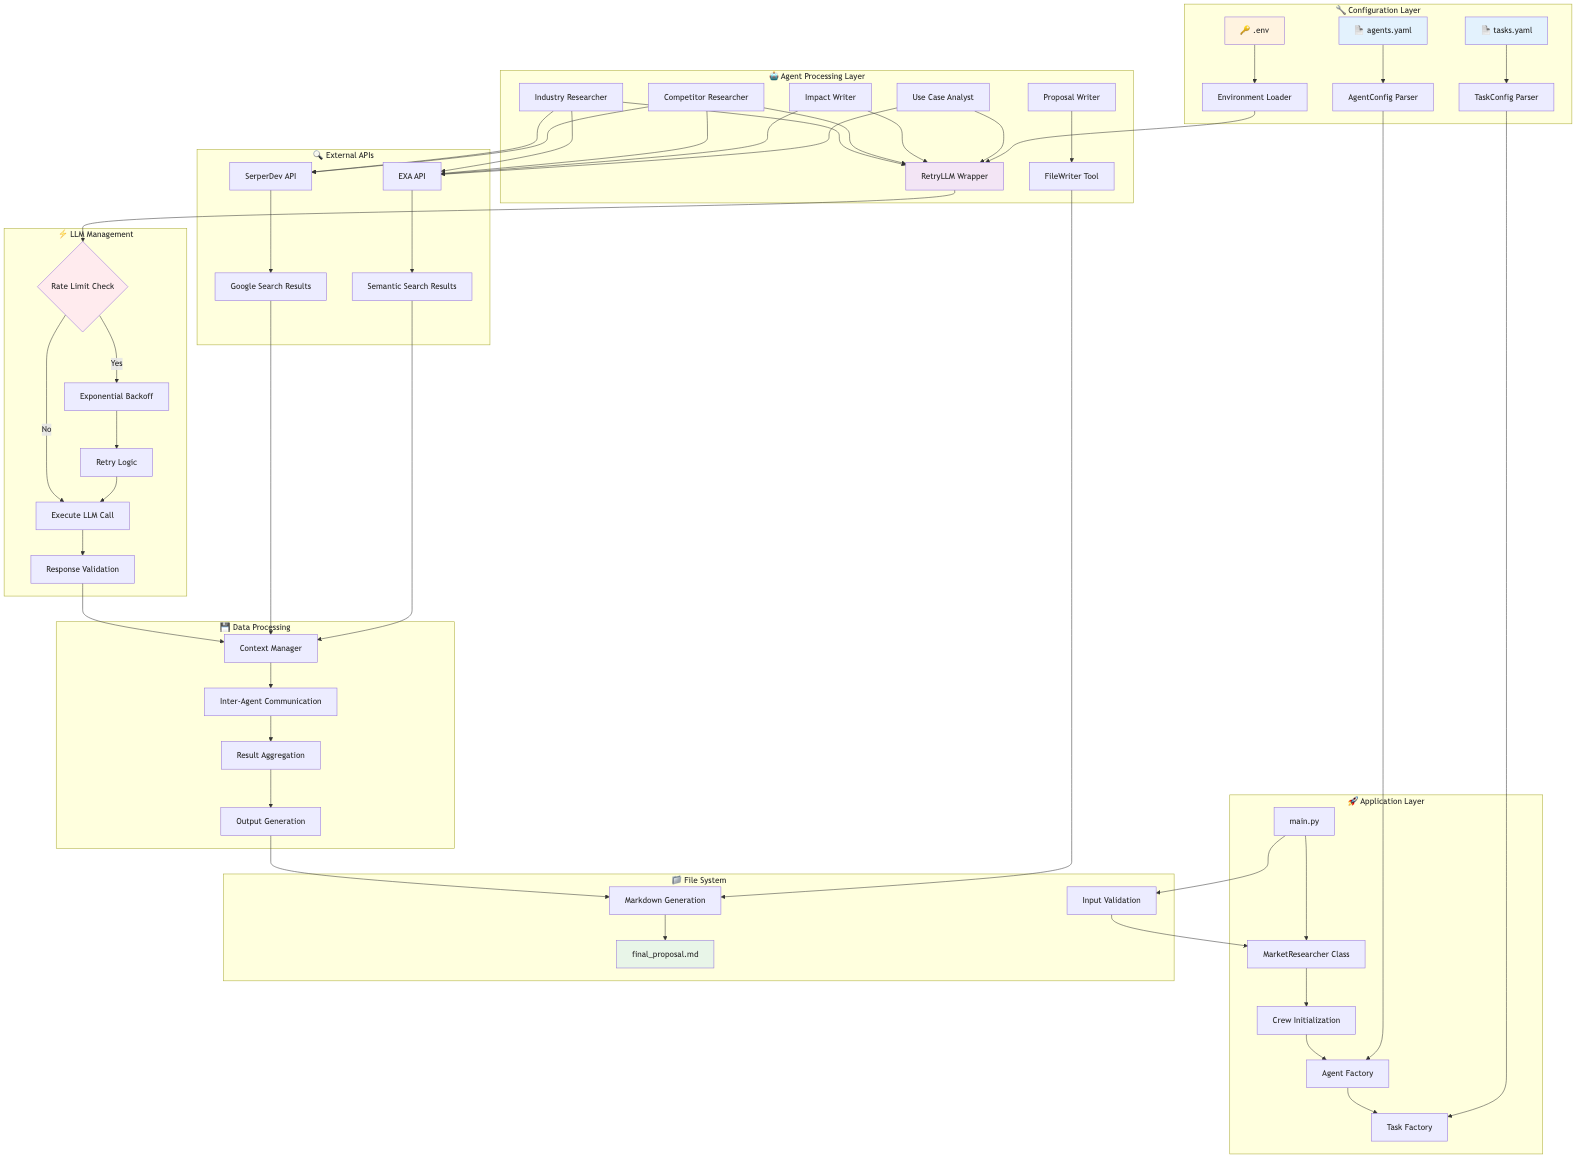 🔧 Configuration Layer
🔑 .env
📄 agents.yaml
📄 tasks.yaml
Environment Loader
AgentConfig Parser
TaskConfig Parser
🤖 Agent Processing Layer
Industry Researcher
Competitor Researcher
Impact Writer
Use Case Analyst
Proposal Writer
RetryLLM Wrapper
FileWriter Tool
🔍 External APIs
SerperDev API
EXA API
Google Search Results
Semantic Search Results
⚡ LLM Management
Rate Limit Check
Yes
No
Exponential Backoff
Retry Logic
Execute LLM Call
Response Validation
💾 Data Processing
Context Manager
Inter-Agent Communication
Result Aggregation
Output Generation
🚀 Application Layer
main.py
MarketResearcher Class
Crew Initialization
Agent Factory
Task Factory
📁 File System
Markdown Generation
Input Validation
final_proposal.md